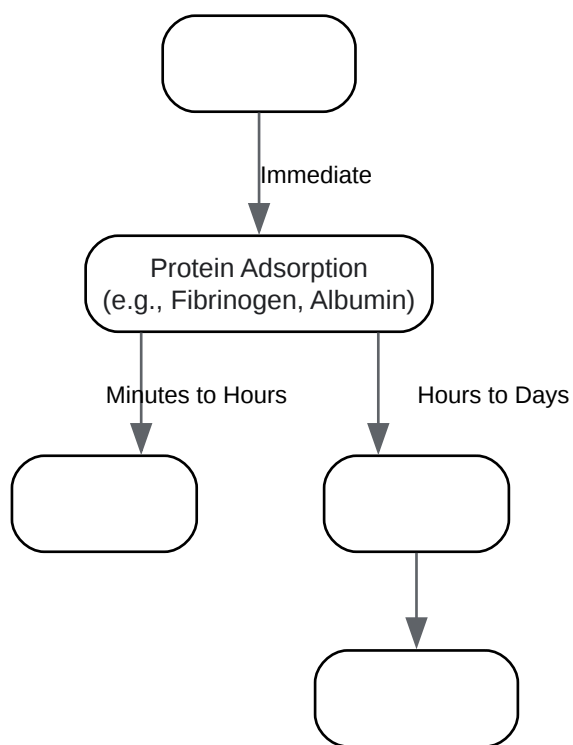 Immediate
Protein Adsorption
(e.g., Fibrinogen, Albumin)
Minutes to Hours
Hours to Days